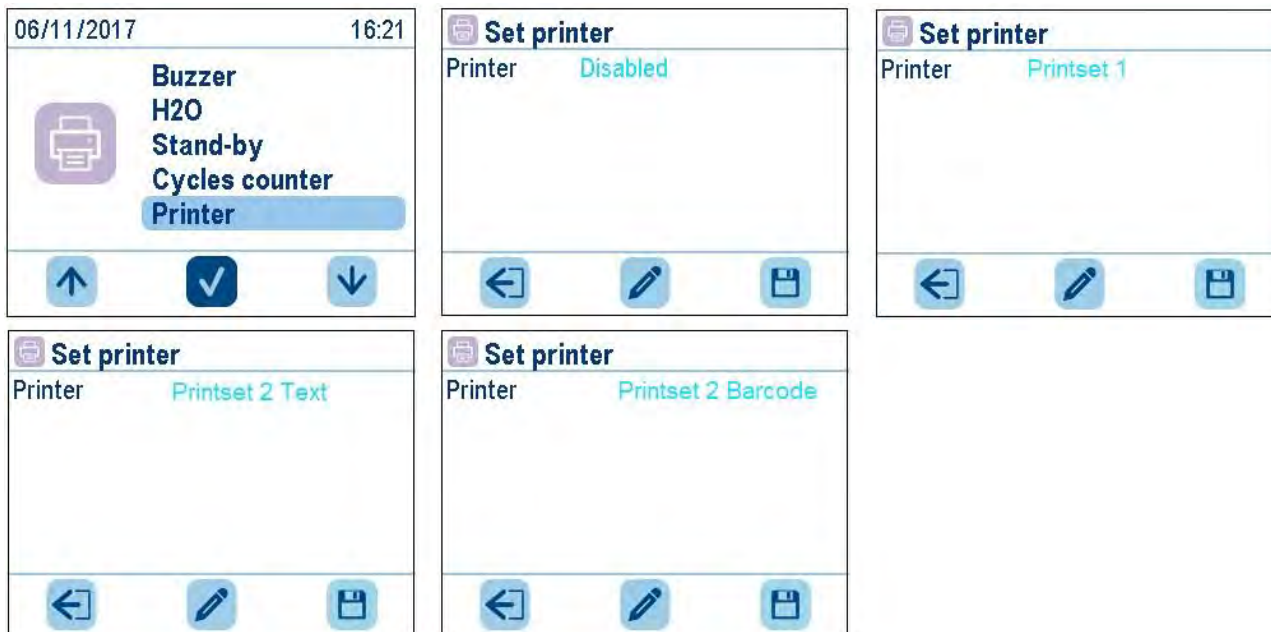 06/11/2017 16:21
Buzzer
H2O
Stand-by
Cycles counter
Printer
Set printer
Printer Disabled
Set printer
Printer Printset 1
Set printer
Printer Printset 2 Text
Set printer
Printer Printset 2 Barcode